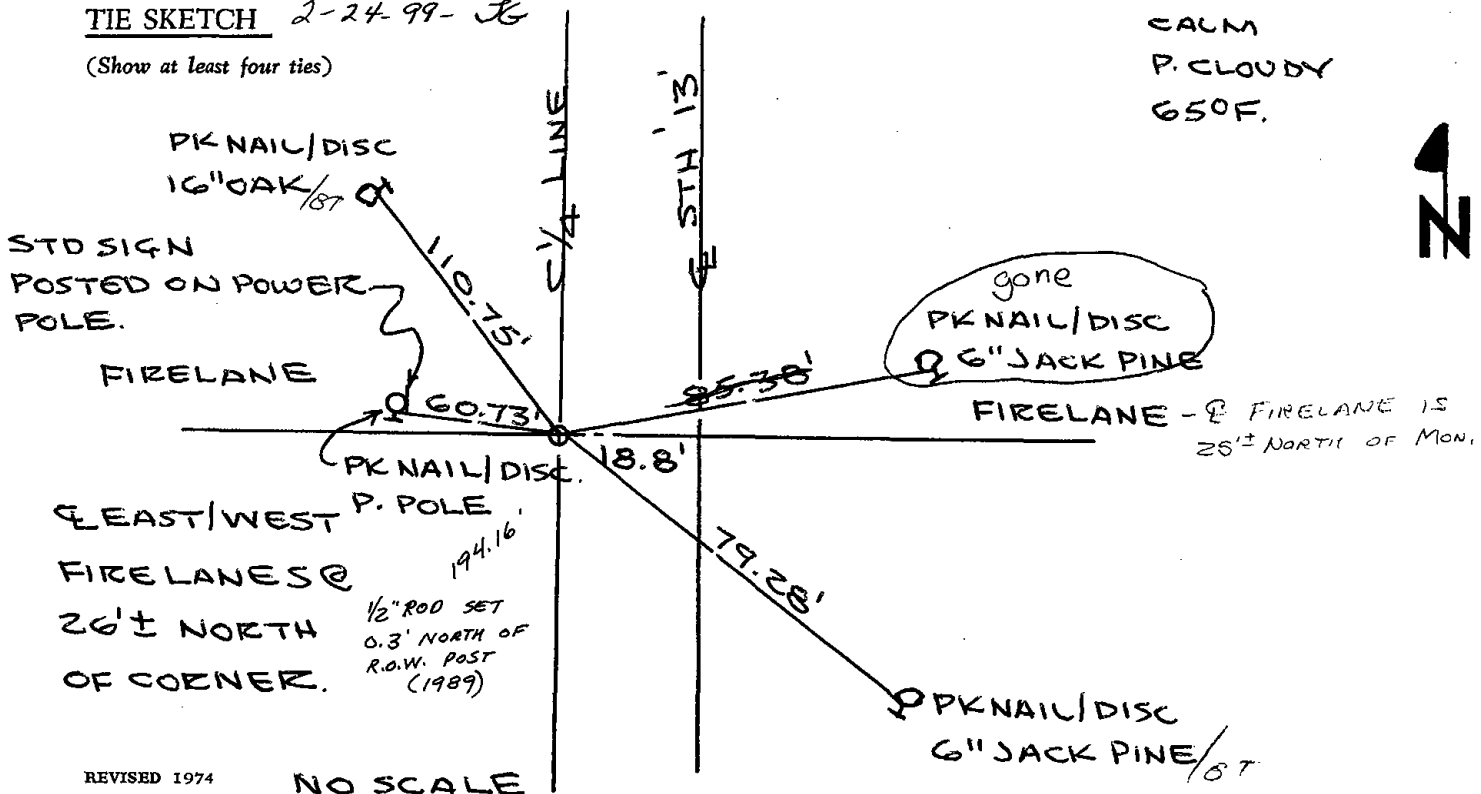 TIE SKETCH 2-24-99- JG
(Show at least four ties)
CALM
P. CLOUDY
65°F.
N
PK NAIL/DISC
16" OAK/BT
C 1/4 LINE
℄ 5TH 13'
STD SIGN
POSTED ON POWER
POLE.
110.75'
gone
PK NAIL/DISC
6" JACK PINE
FIRELANE
60.73'
85.38'
FIRELANE - ℄ FIRELANE IS
25'± NORTH OF MON.
18.8'
PK NAIL/DISC.
P. POLE
℄ EAST/WEST
FIRELANES @
26'± NORTH
OF CORNER.
194.16'
1/2" ROD SET
0.3' NORTH OF
R.O.W. POST
(1989)
79.28'
PK NAIL/DISC
6" JACK PINE/BT
REVISED 1974
NO SCALE